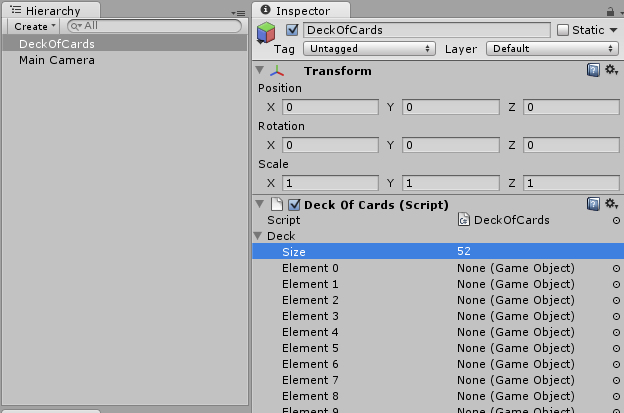 Hierarchy
Create All
DeckOfCards
Main Camera
Inspector
DeckOfCards Static
Tag Untagged Layer Default
Transform
Position
X 0 Y 0 Z 0
Rotation
X 0 Y 0 Z 0
Scale
X 1 Y 1 Z 1
Deck Of Cards (Script)
Script DeckOfCards
Deck
Size 52
Element 0 None (Game Object)
Element 1 None (Game Object)
Element 2 None (Game Object)
Element 3 None (Game Object)
Element 4 None (Game Object)
Element 5 None (Game Object)
Element 6 None (Game Object)
Element 7 None (Game Object)
Element 8 None (Game Object)
Element 9 None (Game Object)